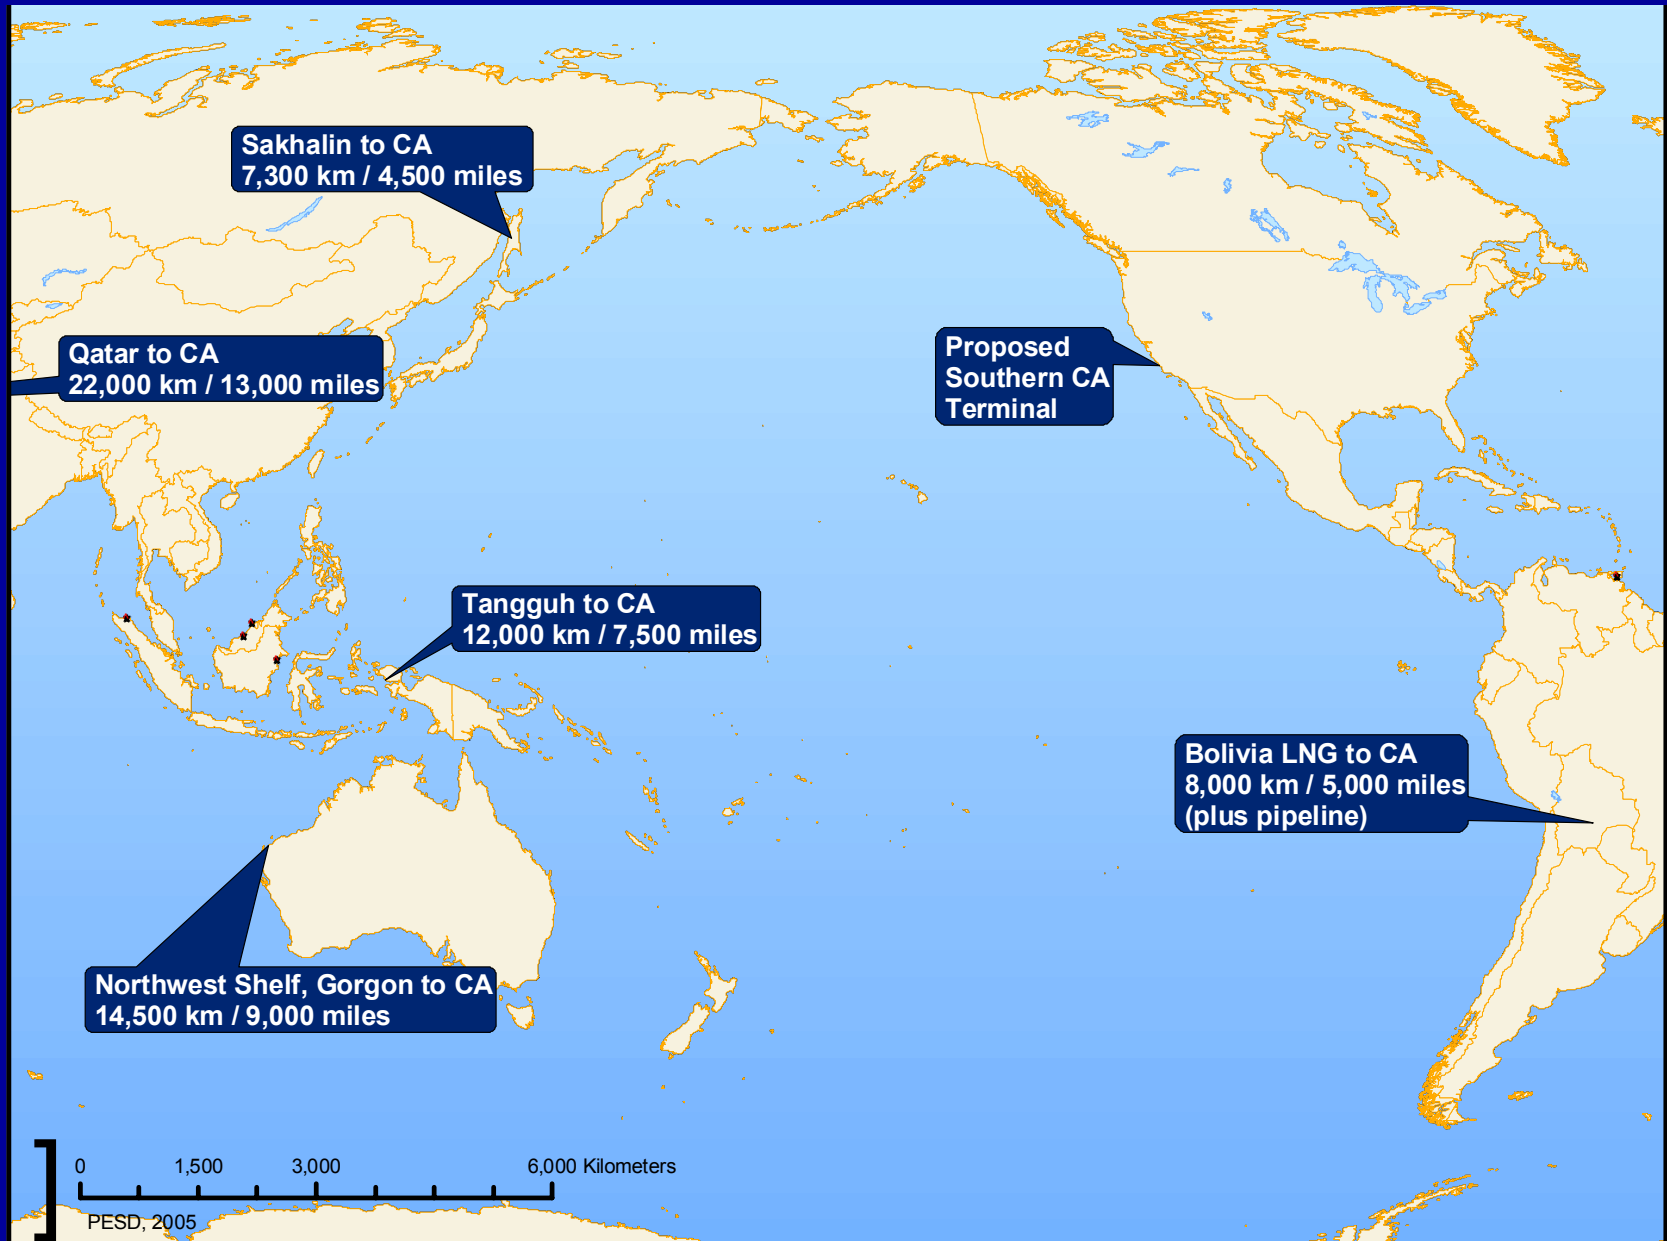 Sakhalin to CA
7,300 km / 4,500 miles
Qatar to CA
22,000 km / 13,000 miles
Proposed
Southern CA
Terminal
Tangguh to CA
12,000 km / 7,500 miles
Bolivia LNG to CA
8,000 km / 5,000 miles
(plus pipeline)
Northwest Shelf, Gorgon to CA
14,500 km / 9,000 miles
0 1,500 3,000 6,000 Kilometers
PESD, 2005